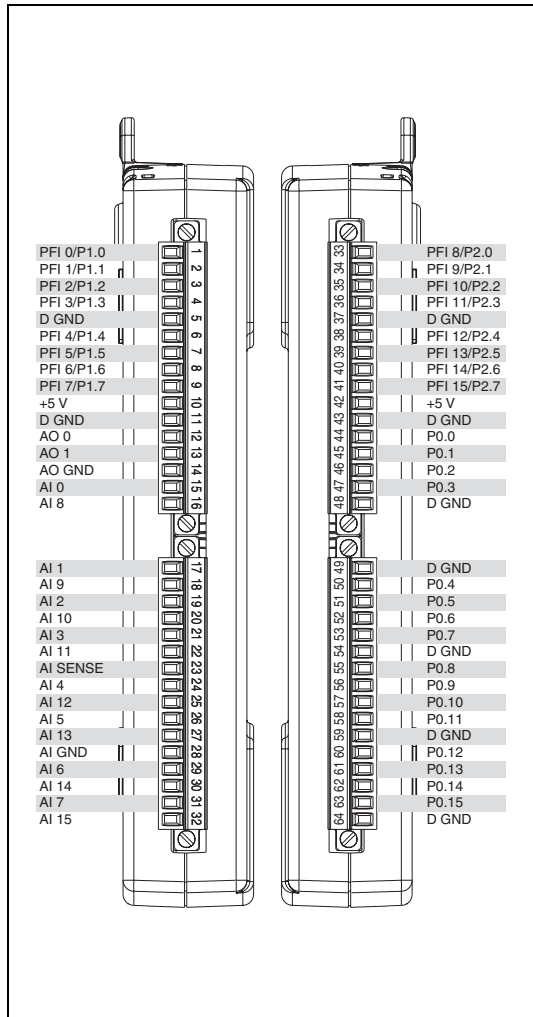 PFI 0/P1.0 1
PFI 1/P1.1 2
PFI 2/P1.2 3
PFI 3/P1.3 4
D GND 5
PFI 4/P1.4 6
PFI 5/P1.5 7
PFI 6/P1.6 8
PFI 7/P1.7 9
+5 V 10
D GND 11
AO 0 12
AO 1 13
AO GND 14
AI 0 15
AI 8 16
AI 1 17
AI 9 18
AI 2 19
AI 10 20
AI 3 21
AI 11 22
AI SENSE 23
AI 4 24
AI 12 25
AI 5 26
AI 13 27
AI GND 28
AI 6 29
AI 14 30
AI 7 31
AI 15 32
33 PFI 8/P2.0
34 PFI 9/P2.1
35 PFI 10/P2.2
36 PFI 11/P2.3
37 D GND
38 PFI 12/P2.4
39 PFI 13/P2.5
40 PFI 14/P2.6
41 PFI 15/P2.7
42 +5 V
43 D GND
44 P0.0
45 P0.1
46 P0.2
47 P0.3
48 D GND
49 D GND
50 P0.4
51 P0.5
52 P0.6
53 P0.7
54 D GND
55 P0.8
56 P0.9
57 P0.10
58 P0.11
59 D GND
60 P0.12
61 P0.13
62 P0.14
63 P0.15
64 D GND